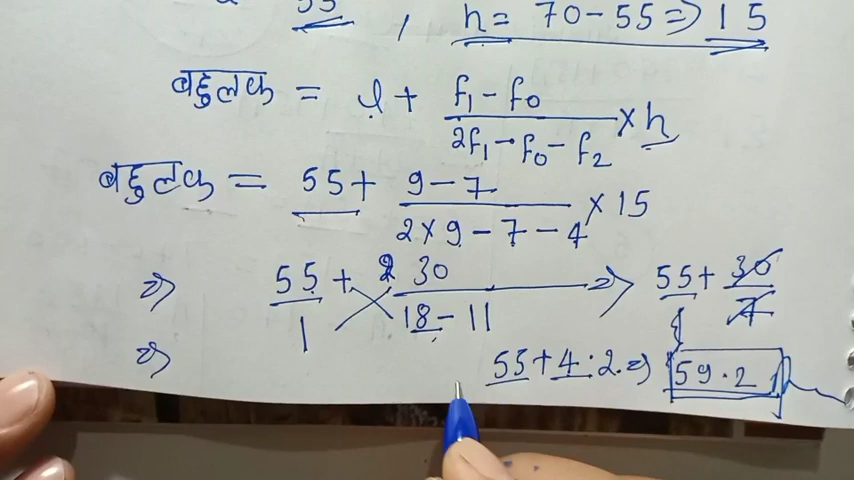 55 , h = 70 - 55 ⇒ 15
बहुलक = l + f₁ - f₀ / 2f₁ - f₀ - f₂ × h
बहुलक = 55 + 9 - 7 / 2 × 9 - 7 - 4 × 15
⇒ 55 / 1 + 30 / 18 - 11 ⇒ 55 + 30 / 7
⇒ 55 + 4.2 ⇒ 59.2